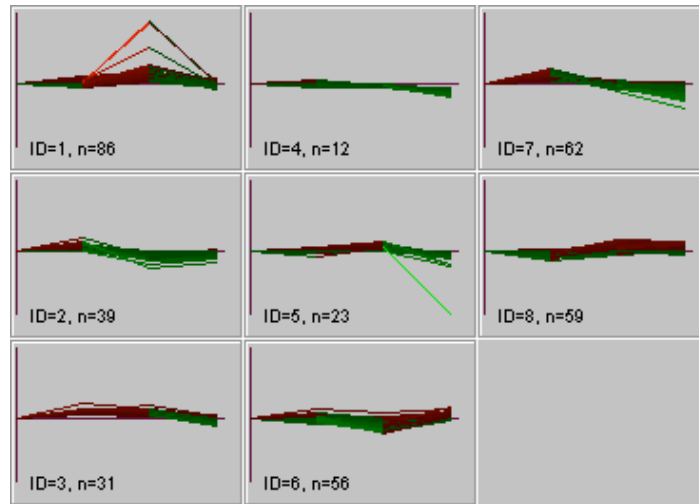 ID=1, n=86
ID=4, n=12
ID=7, n=62
ID=2, n=39
ID=5, n=23
ID=8, n=59
ID=3, n=31
ID=6, n=56